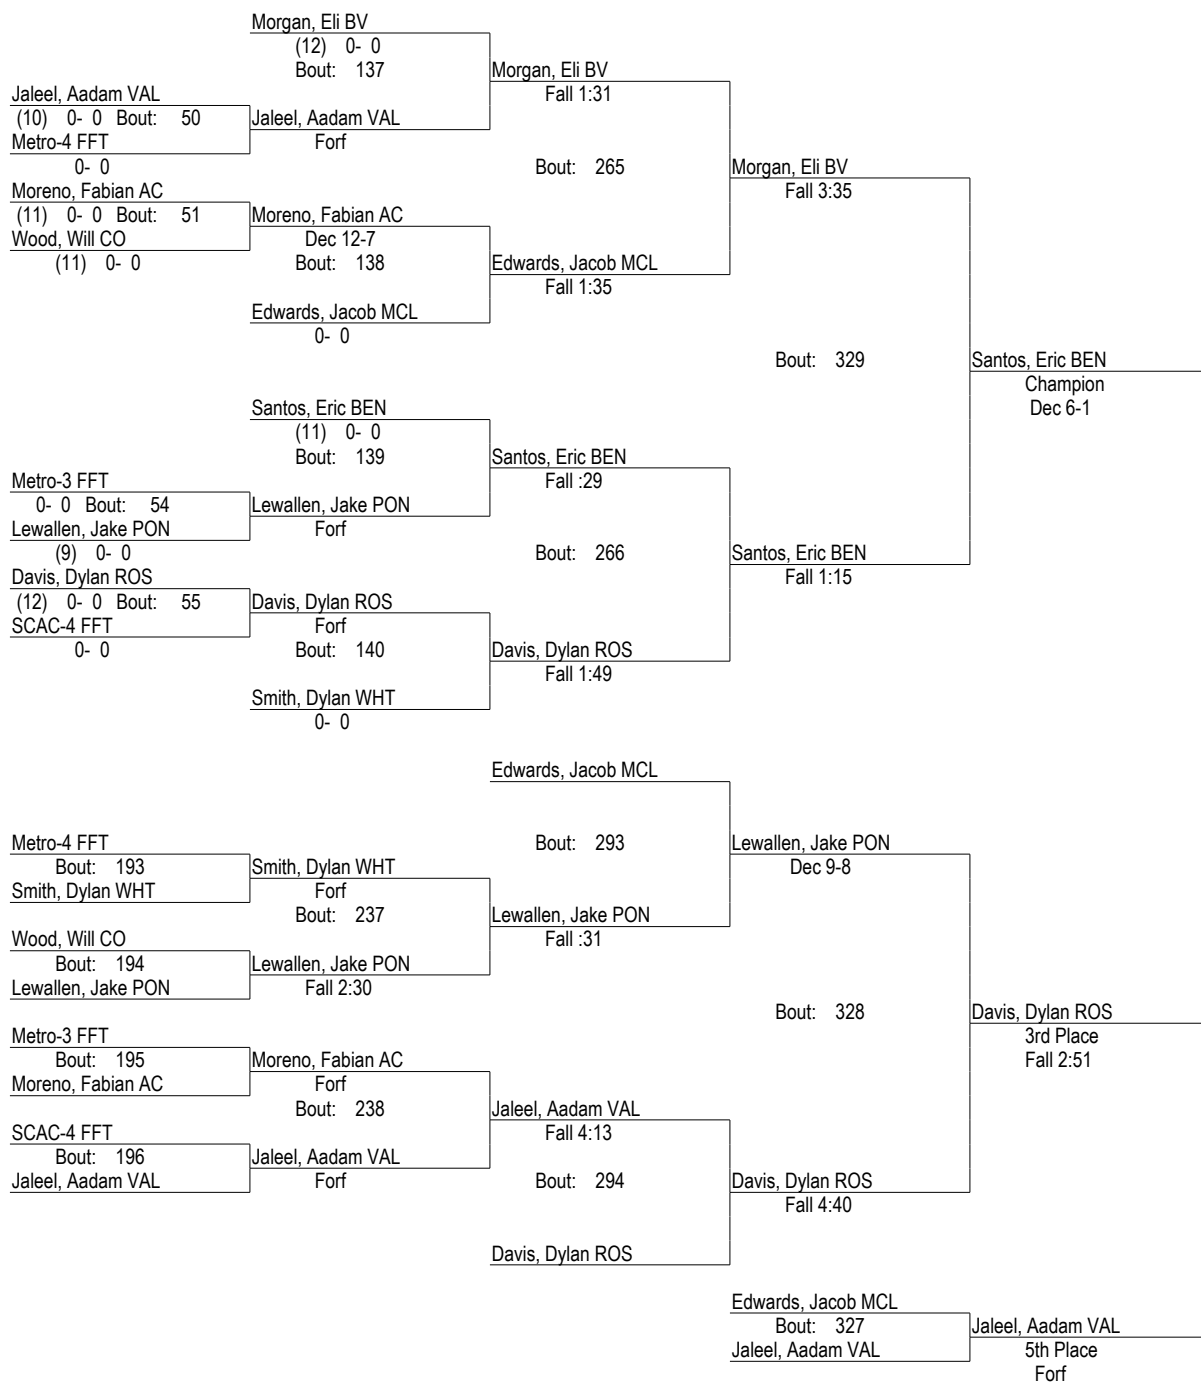 Morgan, Eli BV
(12) 0- 0
Bout: 137
Morgan, Eli BV
Fall 1:31
Jaleel, Aadam VAL
(10) 0- 0 Bout: 50
Jaleel, Aadam VAL
Forf
Metro-4 FFT
0- 0
Bout: 265
Morgan, Eli BV
Fall 3:35
Moreno, Fabian AC
(11) 0- 0 Bout: 51
Moreno, Fabian AC
Dec 12-7
Wood, Will CO
(11) 0- 0
Bout: 138
Edwards, Jacob MCL
Fall 1:35
Edwards, Jacob MCL
0- 0
Bout: 329
Santos, Eric BEN
Champion
Dec 6-1
Santos, Eric BEN
(11) 0- 0
Bout: 139
Santos, Eric BEN
Fall :29
Metro-3 FFT
0- 0 Bout: 54
Lewallen, Jake PON
Forf
Lewallen, Jake PON
(9) 0- 0
Bout: 266
Santos, Eric BEN
Fall 1:15
Davis, Dylan ROS
(12) 0- 0 Bout: 55
Davis, Dylan ROS
Forf
SCAC-4 FFT
0- 0
Bout: 140
Davis, Dylan ROS
Fall 1:49
Smith, Dylan WHT
0- 0
Edwards, Jacob MCL
Bout: 293
Lewallen, Jake PON
Dec 9-8
Metro-4 FFT
Bout: 193
Smith, Dylan WHT
Forf
Smith, Dylan WHT
Bout: 237
Lewallen, Jake PON
Fall :31
Wood, Will CO
Bout: 194
Lewallen, Jake PON
Fall 2:30
Lewallen, Jake PON
Bout: 328
Davis, Dylan ROS
3rd Place
Fall 2:51
Metro-3 FFT
Bout: 195
Moreno, Fabian AC
Forf
Moreno, Fabian AC
Bout: 238
Jaleel, Aadam VAL
Fall 4:13
SCAC-4 FFT
Bout: 196
Jaleel, Aadam VAL
Forf
Jaleel, Aadam VAL
Bout: 294
Davis, Dylan ROS
Fall 4:40
Davis, Dylan ROS
Edwards, Jacob MCL
Bout: 327
Jaleel, Aadam VAL
5th Place
Forf
Jaleel, Aadam VAL